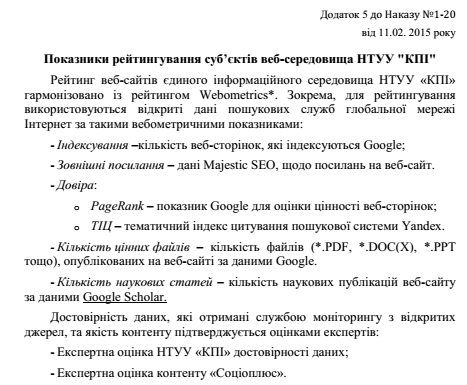 Додаток 5 до Наказу №1-20
від 11.02. 2015 року
Показники рейтингування суб’єктів веб-середовища НТУУ "КПІ"
Рейтинг веб-сайтів єдиного інформаційного середовища НТУУ «КПІ»
гармонізовано із рейтингом Webometrics*. Зокрема, для рейтингування
використовуються відкриті дані пошукових служб глобальної мережі
Інтернет за такими вебометричними показниками:
- Індексування –кількість веб-сторінок, які індексуються Google;
- Зовнішні посилання – дані Majestic SEO, щодо посилань на веб-сайт.
- Довіра:
o PageRank – показник Google для оцінки цінності веб-сторінок;
o ТІЦ – тематичний індекс цитування пошукової системи Yandex.
- Кількість цінних файлів – кількість файлів (*.PDF, *.DOC(X), *.PPT
тощо), опублікованих на веб-сайті за даними Google.
- Кількість наукових статей – кількість наукових публікацій веб-сайту
за даними Google Scholar.
Достовірність даних, які отримані службою моніторингу з відкритих
джерел, та якість контенту підтверджується оцінками експертів:
- Експертна оцінка НТУУ «КПІ» достовірності даних;
- Експертна оцінка контенту «Соціоплюс».